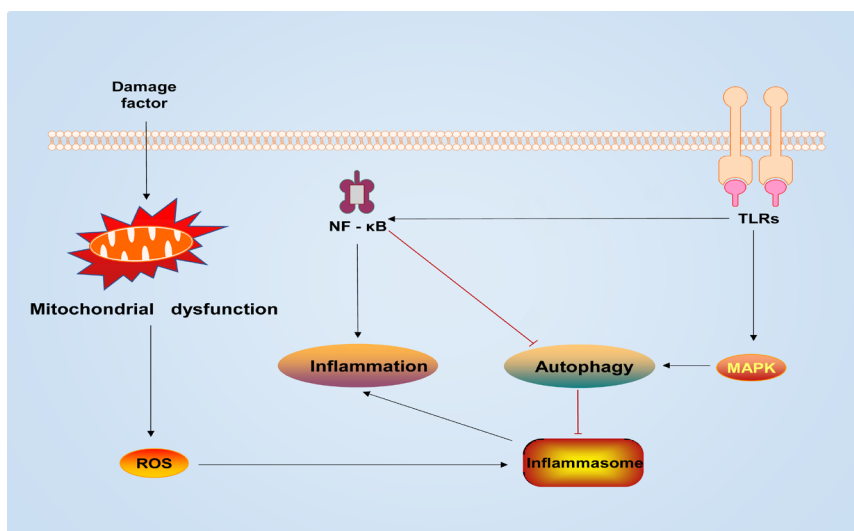 Damage
factor
TLRs
NF - κB
Mitochondrial dysfunction
Inflammation
Autophagy
MAPK
ROS
Inflammasome